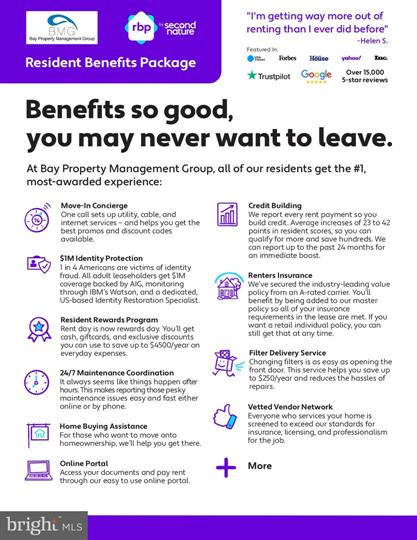 BMG
Bay Property Management Group
rbp
by second
nature
Resident Benefits Package
"I'm getting way more out of
renting than I ever did before"
-Helen S.
Featured In:
USA TODAY
Forbes
House
yahoo!
Inc.
Trustpilot
Google
Over 15,000
5-star reviews
Benefits so good,
you may never want to leave.
At Bay Property Management Group, all of our residents get the #1,
most-awarded experience:
Move-In Concierge
One call sets up utility, cable, and
internet services – and helps you get the
best promos and discount codes
available.
$1M Identity Protection
1 in 4 Americans are victims of identity
fraud. All adult leaseholders get $1M
coverage backed by AIG, monitoring
through IBM's Watson, and a dedicated,
US-based Identity Restoration Specialist.
Resident Rewards Program
Rent day is now rewards day. You'll get
cash, giftcards, and exclusive discounts
you can use to save up to $4500/year on
everyday expenses.
24/7 Maintenance Coordination
It always seems like things happen after
hours. This makes reporting those pesky
maintenance issues easy and fast either
online or by phone.
Home Buying Assistance
For those who want to move onto
homeownership, we'll help you get there.
Online Portal
Access your documents and pay rent
through our easy to use online portal.
Credit Building
We report every rent payment so you
build credit. Average increases of 23 to 42
points in resident scores, so you can
qualify for more and save hundreds. We
can report up to the past 24 months for
an immediate boost.
Renters Insurance
We've secured the industry-leading value
policy from an A-rated carrier. You'll
benefit by being added to our master
policy so all of your insurance
requirements in the lease are met. If you
want a retail individual policy, you can
still get that at any time.
Filter Delivery Service
Changing filters is as easy as opening the
front door. This service helps you save up
to $250/year and reduces the hassles of
repairs.
Vetted Vendor Network
Everyone who services your home is
screened to exceed our standards for
insurance, licensing, and professionalism
for the job.
More
bright MLS